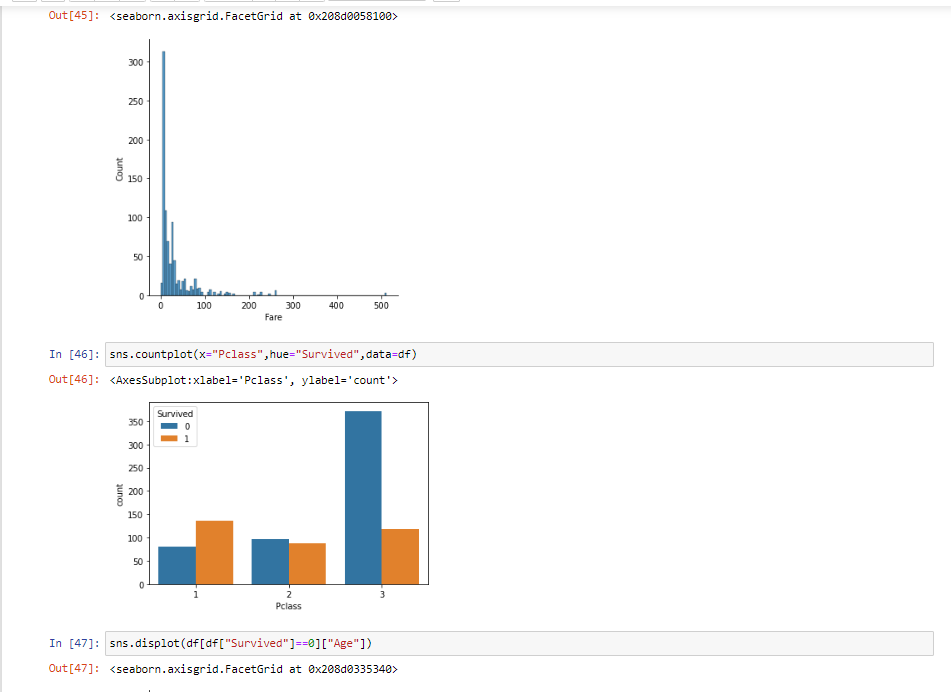 Out[45]: <seaborn.axisgrid.FacetGrid at 0x208d0058100>
300
250
200
150
100
50
0
Count
0 100 200 300 400 500
Fare
In [46]: sns.countplot(x="Pclass",hue="Survived",data=df)
Out[46]: <AxesSubplot:xlabel='Pclass', ylabel='count'>
Survived
0
1
350
300
250
200
150
100
50
0
count
1 2 3
Pclass
In [47]: sns.displot(df[df["Survived"]==0]["Age"])
Out[47]: <seaborn.axisgrid.FacetGrid at 0x208d0335340>